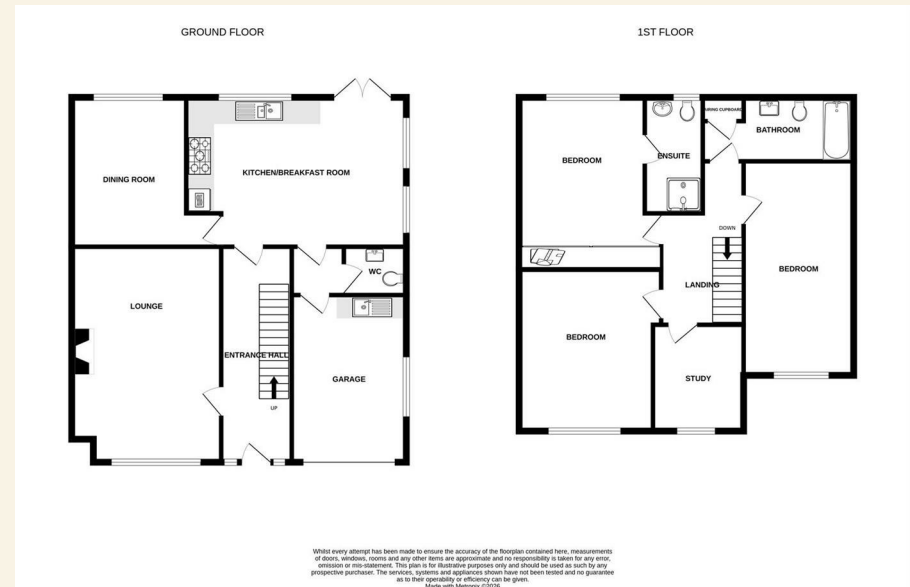 GROUND FLOOR
1ST FLOOR
DINING ROOM
KITCHEN/BREAKFAST ROOM
LOUNGE
ENTRANCE HALL
UP
WC
GARAGE
BEDROOM
ENSUITE
BATHROOM
DOWN
LANDING
BEDROOM
BEDROOM
STUDY
Whilst every attempt has been made to ensure the accuracy of the floorplan contained here, measurements
of doors, windows, rooms and any other items are approximate and no responsibility is taken for any error,
omission or mis-statement. This plan is for illustrative purposes only and should be used as such by any
prospective purchaser. The services, systems and appliances shown have not been tested and no guarantee
as to their operability or efficiency can be given.
Made with Metropix ©2026